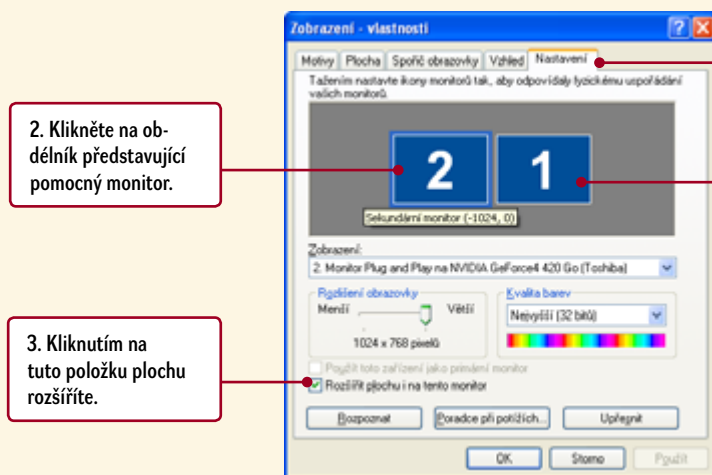 Zobrazení - vlastnosti
Motivy Plocha Spořič obrazovky Vzhled Nastavení
Tažením nastavte ikony monitorů tak, aby odpovídaly fyzickému uspořádání
vašich monitorů.
2. Klikněte na ob-
délník představující
pomocný monitor.
2 1
Sekundární monitor (-1024, 0)
Zobrazení:
2. Monitor Plug and Play na NVIDIA GeForce4 420 Go (Toshiba)
Rozlišení obrazovky
Kvalita barev
Menší Větší
Nejvyšší (32 bitů)
1024 x 768 pixelů
3. Kliknutím na
tuto položku plochu
rozšíříte.
Použít toto zařízení jako primární monitor
Rozšířit plochu i na tento monitor
Rozpoznat Poradce při potížích... Upřesnit
OK Storno Použít